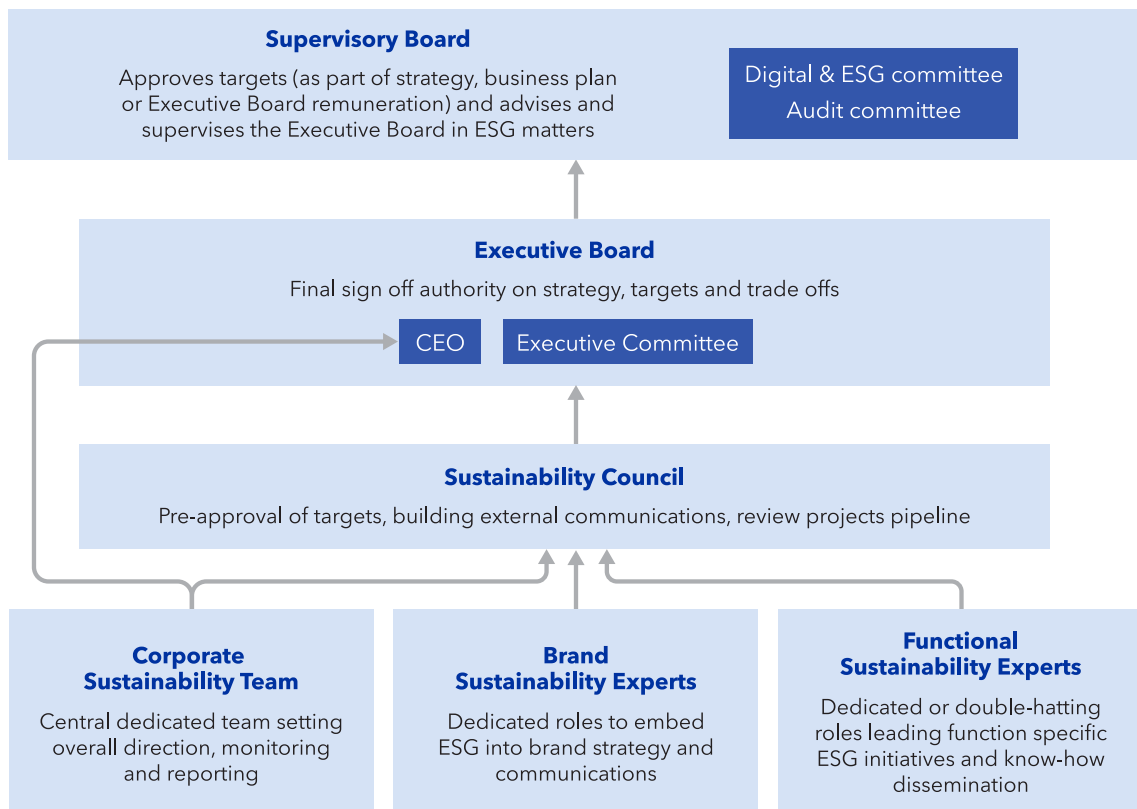 Supervisory Board
Approves targets (as part of strategy, business plan
or Executive Board remuneration) and advises and
supervises the Executive Board in ESG matters
Digital & ESG committee
Audit committee
Executive Board
Final sign off authority on strategy, targets and trade offs
CEO
Executive Committee
Sustainability Council
Pre-approval of targets, building external communications, review projects pipeline
Corporate
Sustainability Team
Central dedicated team setting
overall direction, monitoring
and reporting
Brand
Sustainability Experts
Dedicated roles to embed
ESG into brand strategy and
communications
Functional
Sustainability Experts
Dedicated or double-hatting
roles leading function specific
ESG initiatives and know-how
dissemination